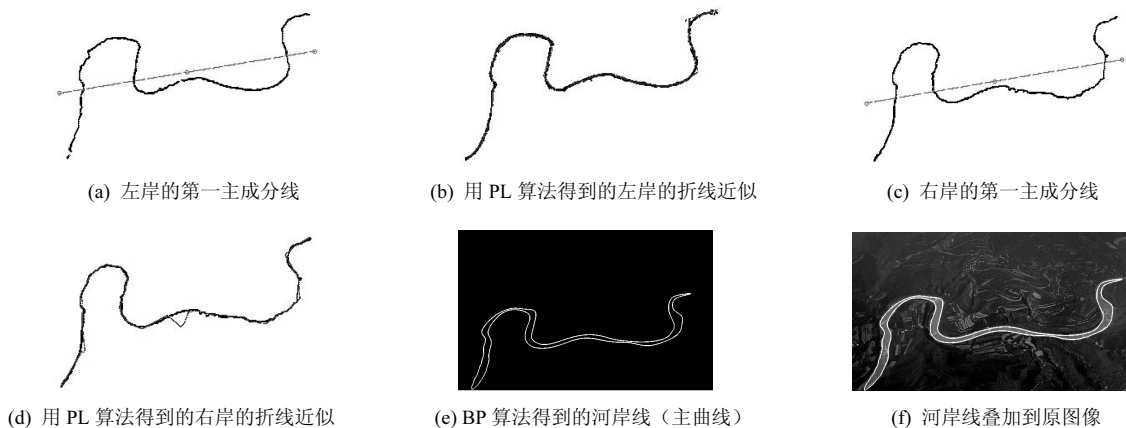 (a) 左岸的第一主成分线
(b) 用 PL 算法得到的左岸的折线近似
(c) 右岸的第一主成分线
(d) 用 PL 算法得到的右岸的折线近似
(e) BP 算法得到的河岸线（主曲线）
(f) 河岸线叠加到原图像